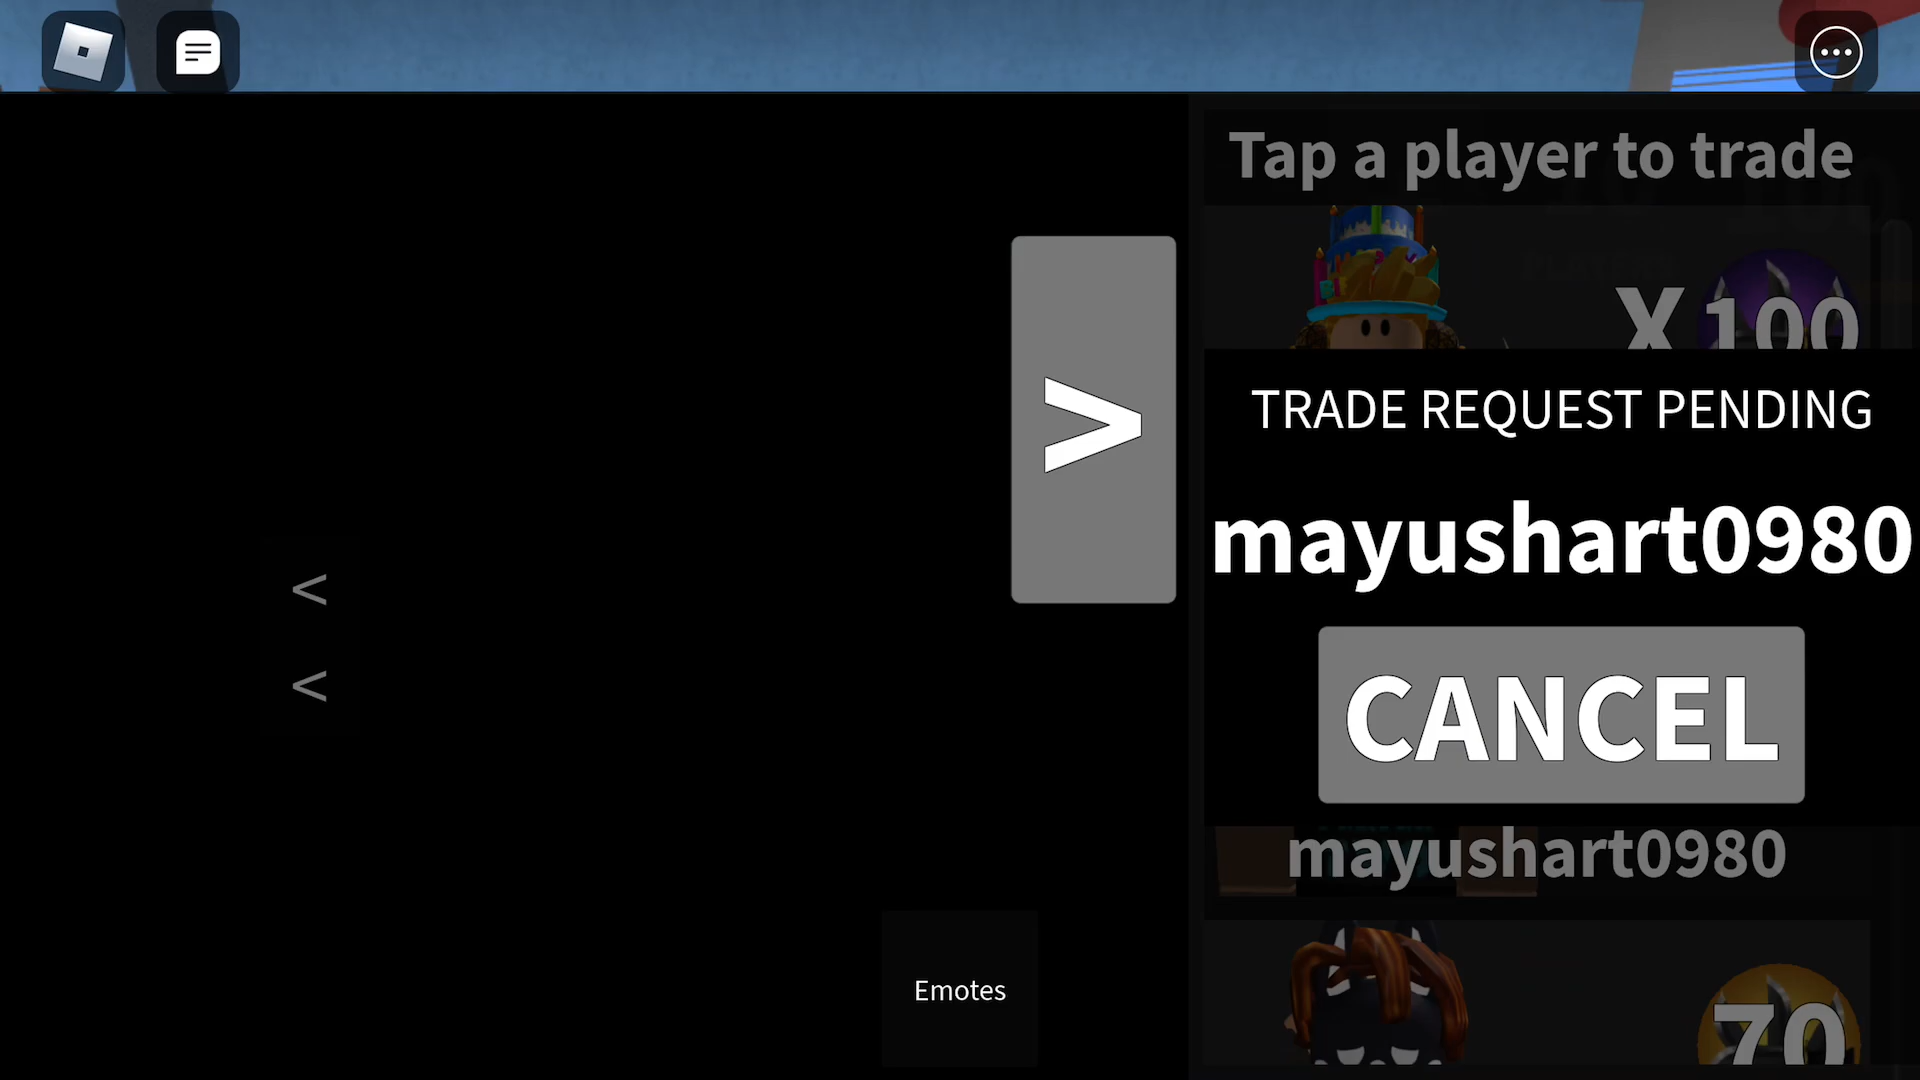 Tap a player to trade
X 100
TRADE REQUEST PENDING
>
mayushart0980
<
CANCEL
<
mayushart0980
Emotes
70